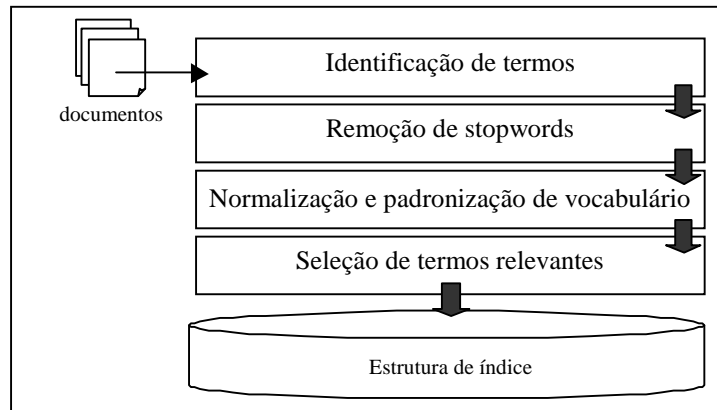 Identificação de termos
documentos
Remoção de stopwords
Normalização e padronização de vocabulário
Seleção de termos relevantes
Estrutura de índice